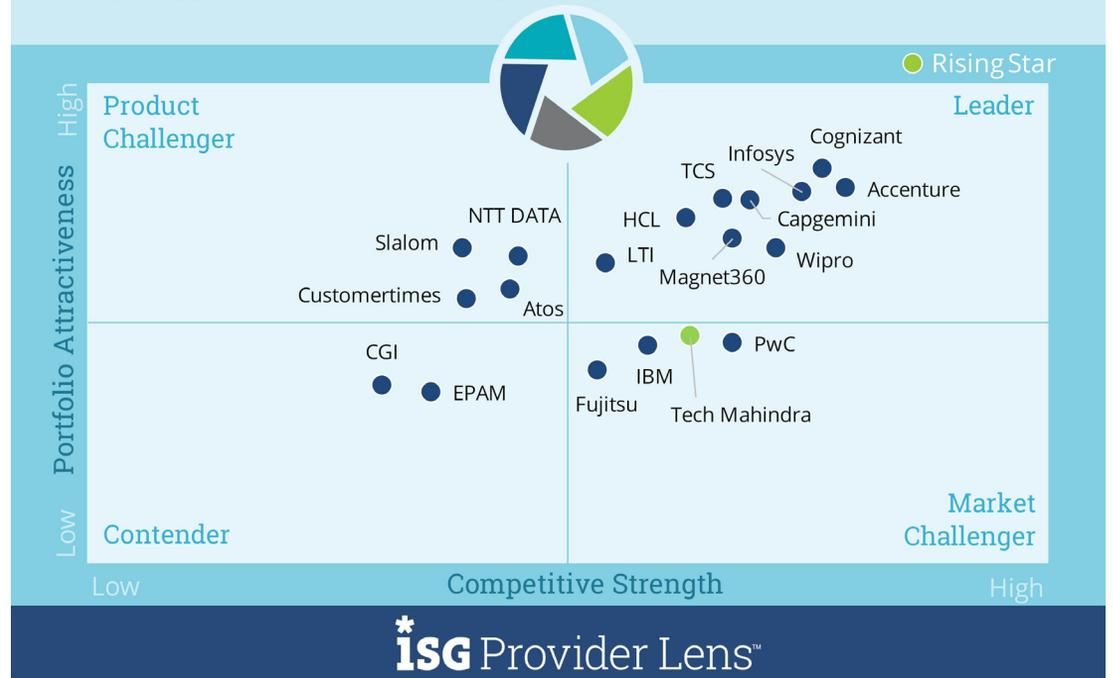 Rising Star
High
Product
Challenger
Leader
Cognizant
Infosys
TCS
Accenture
NTT DATA
HCL
Capgemini
Slalom
LTI
Wipro
Magnet360
Customertimes
Atos
Portfolio Attractiveness
CGI
PwC
IBM
EPAM
Fujitsu
Tech Mahindra
Low
Contender
Market
Challenger
Low
Competitive Strength
High
*ISG Provider Lens™